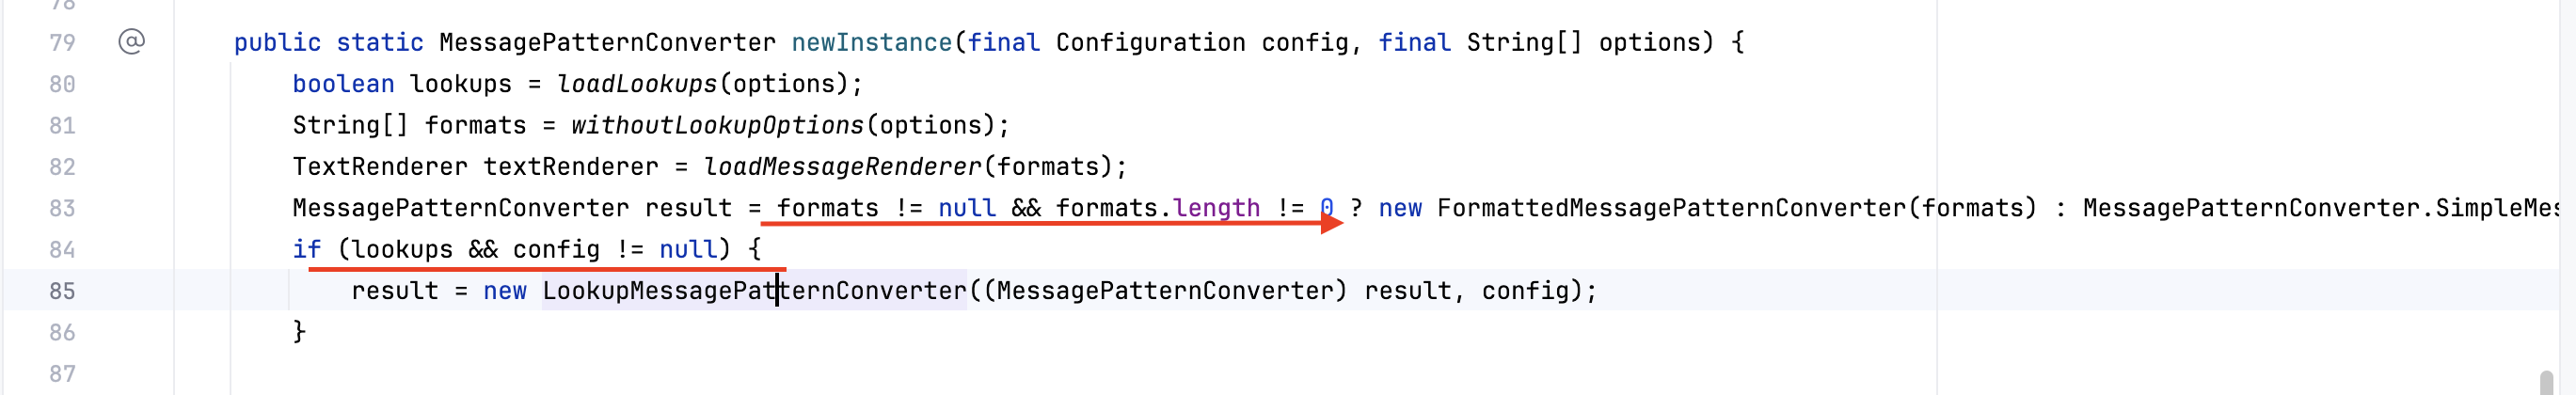 78
79 @ public static MessagePatternConverter newInstance(final Configuration config, final String[] options) {
80 boolean lookups = loadLookups(options);
81 String[] formats = withoutLookupOptions(options);
82 TextRenderer textRenderer = loadMessageRenderer(formats);
83 MessagePatternConverter result = formats != null && formats.length != 0 ? new FormattedMessagePatternConverter(formats) : MessagePatternConverter.SimpleMes
84 if (lookups && config != null) {
85 result = new LookupMessagePatternConverter((MessagePatternConverter) result, config);
86 }
87